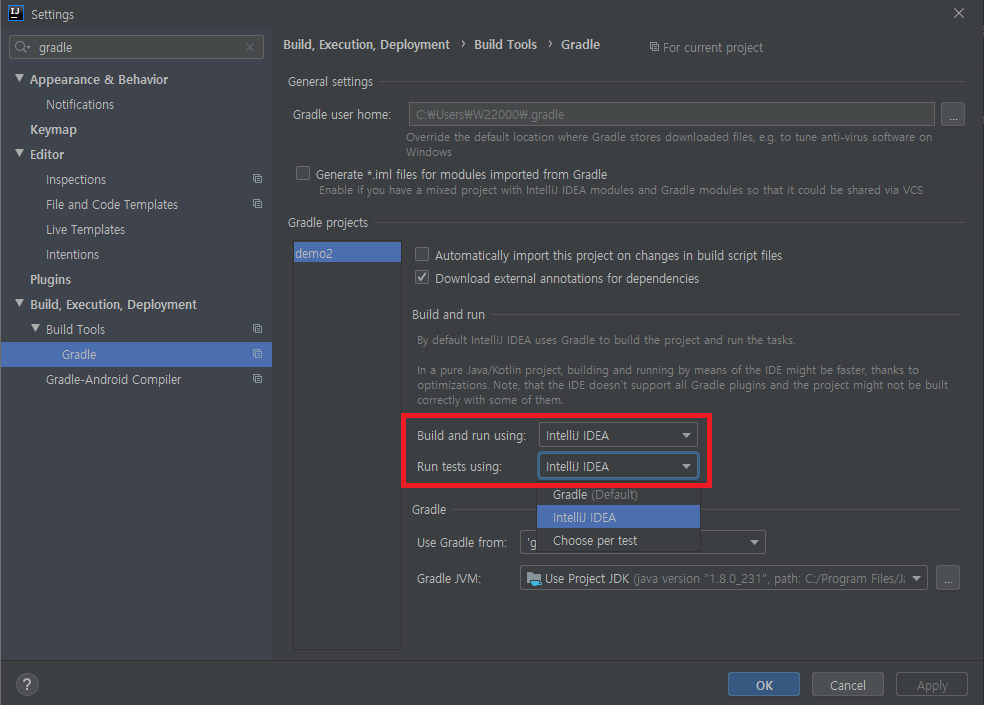 IJ Settings
gradle
Appearance & Behavior
Notifications
Keymap
Editor
Inspections
File and Code Templates
Live Templates
Intentions
Plugins
Build, Execution, Deployment
Build Tools
Gradle
Gradle-Android Compiler
Build, Execution, Deployment › Build Tools › Gradle For current project
General settings
Gradle user home: C:₩Users₩W22000₩.gradle ...
Override the default location where Gradle stores downloaded files, e.g. to tune anti-virus software on
Windows
Generate *.iml files for modules imported from Gradle
Enable if you have a mixed project with IntelliJ IDEA modules and Gradle modules so that it could be shared via VCS
Gradle projects
demo2
Automatically import this project on changes in build script files
Download external annotations for dependencies
Build and run
By default IntelliJ IDEA uses Gradle to build the project and run the tasks.
In a pure Java/Kotlin project, building and running by means of the IDE might be faster, thanks to
optimizations. Note, that the IDE doesn't support all Gradle plugins and the project might not be built
correctly with some of them.
Build and run using: IntelliJ IDEA
Run tests using: IntelliJ IDEA
Gradle (Default)
IntelliJ IDEA
Choose per test
Gradle
Use Gradle from: 'g
Gradle JVM: Use Project JDK (java version "1.8.0_231", path: C:/Program Files/Ja ...
? OK Cancel Apply